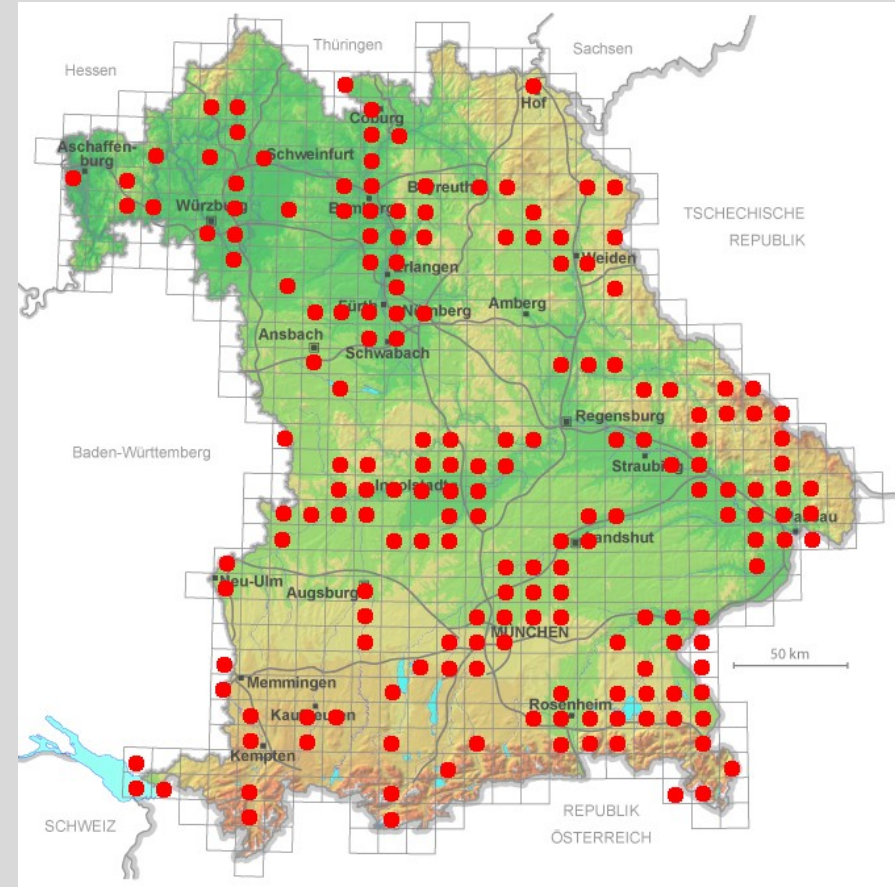 Thüringen
Sachsen
Hessen
Hof
Coburg
Aschaffen-
burg
Schweinfurt
Bayreuth
Würzburg
Bamberg
TSCHECHISCHE
REPUBLIK
Weiden
Erlangen
Amberg
Fürth
Nürnberg
Ansbach
Schwabach
Regensburg
Baden-Württemberg
Straubing
Ingolstadt
Passau
Landshut
Neu-Ulm
Augsburg
MÜNCHEN
50 km
Memmingen
Rosenheim
Kaufbeuren
Kempten
REPUBLIK
ÖSTERREICH
SCHWEIZ